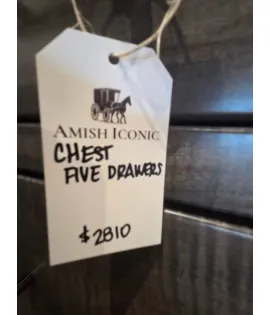 AMISH ICONIC
CHEST
FIVE DRAWERS
$2810